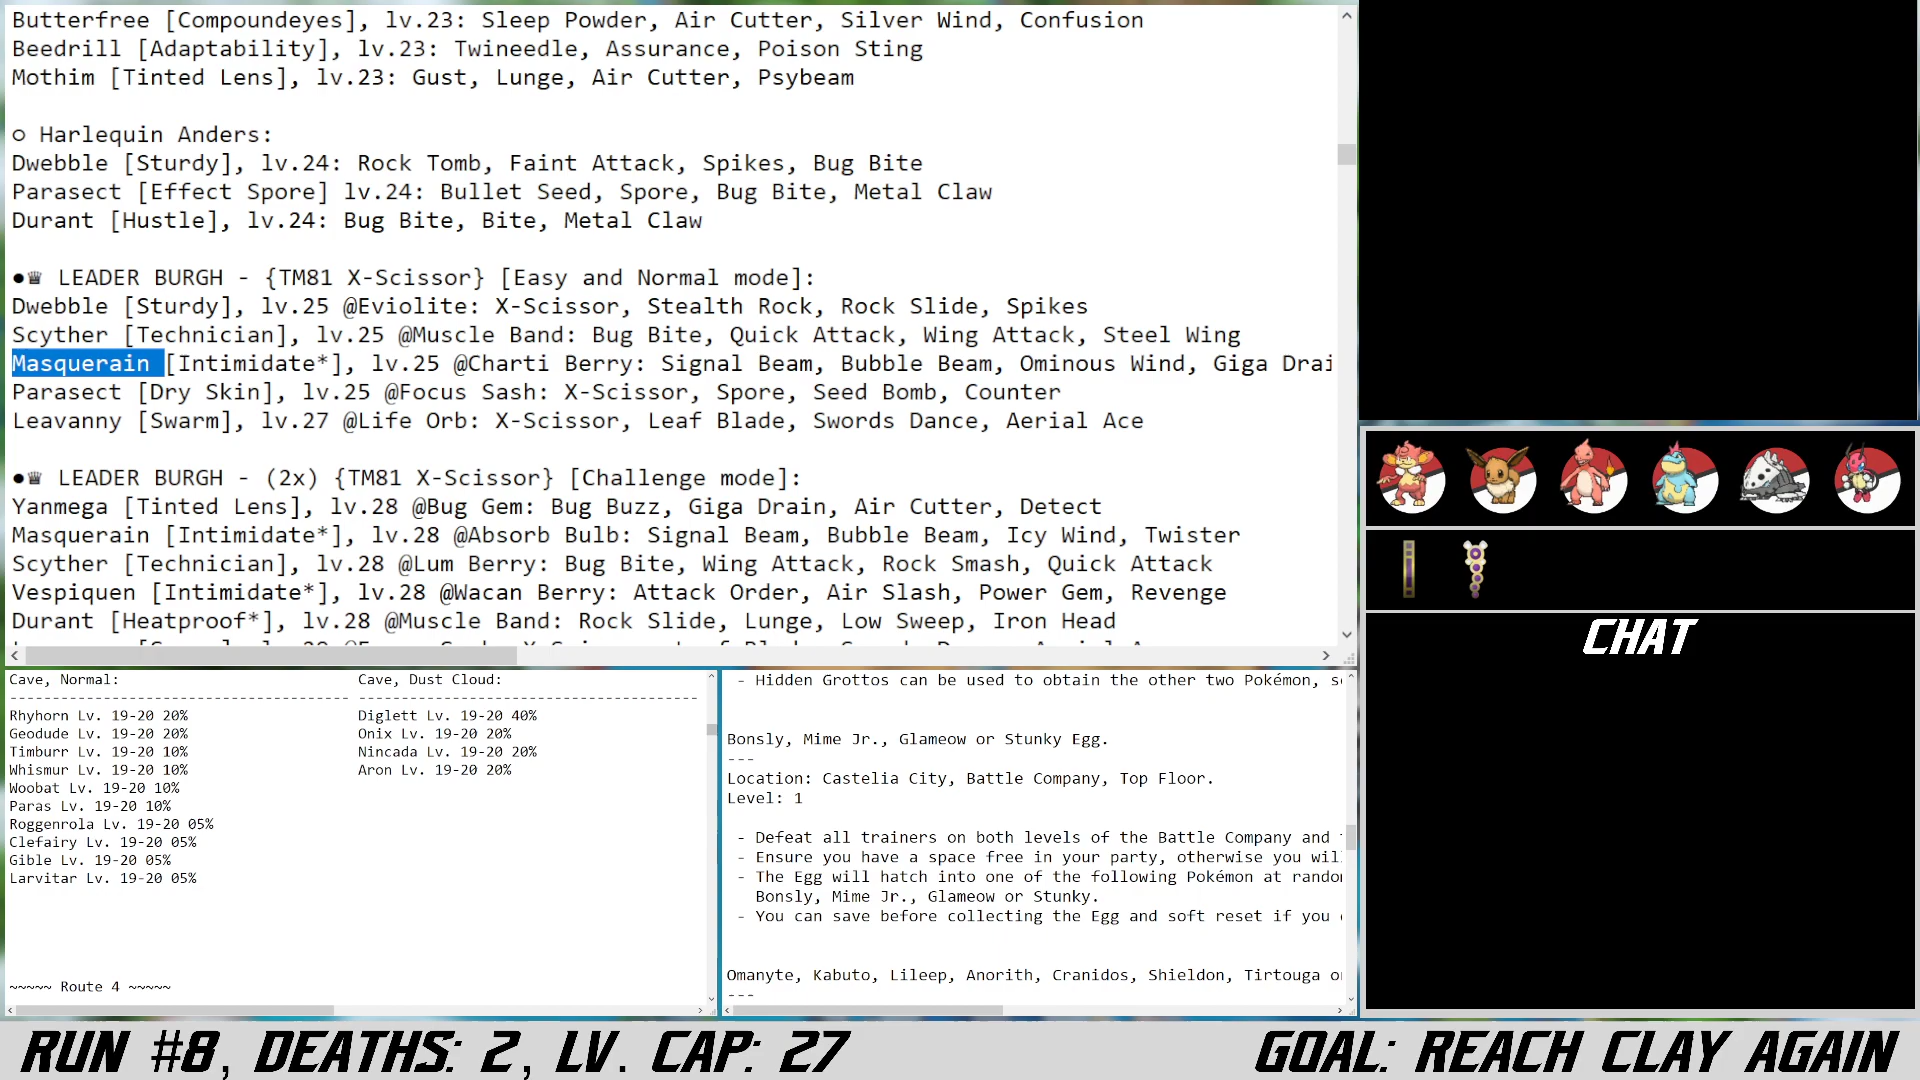 Butterfree [Compoundeyes], lv.23: Sleep Powder, Air Cutter, Silver Wind, Confusion
Beedrill [Adaptability], lv.23: Twineedle, Assurance, Poison Sting
Mothim [Tinted Lens], lv.23: Gust, Lunge, Air Cutter, Psybeam
○ Harlequin Anders:
Dwebble [Sturdy], lv.24: Rock Tomb, Faint Attack, Spikes, Bug Bite
Parasect [Effect Spore] lv.24: Bullet Seed, Spore, Bug Bite, Metal Claw
Durant [Hustle], lv.24: Bug Bite, Bite, Metal Claw
●♛ LEADER BURGH - {TM81 X-Scissor} [Easy and Normal mode]:
Dwebble [Sturdy], lv.25 @Eviolite: X-Scissor, Stealth Rock, Rock Slide, Spikes
Scyther [Technician], lv.25 @Muscle Band: Bug Bite, Quick Attack, Wing Attack, Steel Wing
Masquerain [Intimidate*], lv.25 @Charti Berry: Signal Beam, Bubble Beam, Ominous Wind, Giga Drai
Parasect [Dry Skin], lv.25 @Focus Sash: X-Scissor, Spore, Seed Bomb, Counter
Leavanny [Swarm], lv.27 @Life Orb: X-Scissor, Leaf Blade, Swords Dance, Aerial Ace
●♛ LEADER BURGH - (2x) {TM81 X-Scissor} [Challenge mode]:
Yanmega [Tinted Lens], lv.28 @Bug Gem: Bug Buzz, Giga Drain, Air Cutter, Detect
Masquerain [Intimidate*], lv.28 @Absorb Bulb: Signal Beam, Bubble Beam, Icy Wind, Twister
Scyther [Technician], lv.28 @Lum Berry: Bug Bite, Wing Attack, Rock Smash, Quick Attack
Vespiquen [Intimidate*], lv.28 @Wacan Berry: Attack Order, Air Slash, Power Gem, Revenge
Durant [Heatproof*], lv.28 @Muscle Band: Rock Slide, Lunge, Low Sweep, Iron Head
Cave, Normal:
Rhyhorn Lv. 19-20 20%
Geodude Lv. 19-20 20%
Timburr Lv. 19-20 10%
Whismur Lv. 19-20 10%
Woobat Lv. 19-20 10%
Paras Lv. 19-20 10%
Roggenrola Lv. 19-20 05%
Clefairy Lv. 19-20 05%
Gible Lv. 19-20 05%
Larvitar Lv. 19-20 05%
Cave, Dust Cloud:
Diglett Lv. 19-20 40%
Onix Lv. 19-20 20%
Nincada Lv. 19-20 20%
Aron Lv. 19-20 20%
~~~~~ Route 4 ~~~~~
- Hidden Grottos can be used to obtain the other two Pokémon, s
Bonsly, Mime Jr., Glameow or Stunky Egg.
---
Location: Castelia City, Battle Company, Top Floor.
Level: 1
- Defeat all trainers on both levels of the Battle Company and
- Ensure you have a space free in your party, otherwise you wil
- The Egg will hatch into one of the following Pokémon at rando
Bonsly, Mime Jr., Glameow or Stunky.
- You can save before collecting the Egg and soft reset if you
Omanyte, Kabuto, Lileep, Anorith, Cranidos, Shieldon, Tirtouga o
---
CHAT
RUN #8, DEATHS: 2, LV. CAP: 27
GOAL: REACH CLAY AGAIN